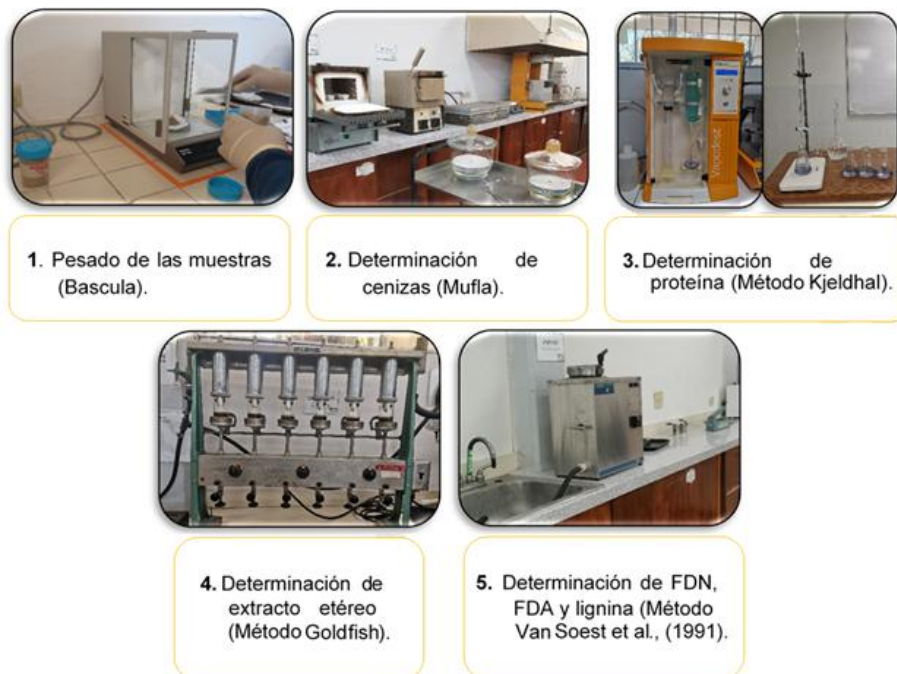 1. Pesado de las muestras
(Bascula).
2. Determinación de
cenizas (Mufla).
3. Determinación de
proteína (Método Kjeldhal).
Vapodest
4. Determinación de
extracto etéreo
(Método Goldfish).
5. Determinación de FDN,
FDA y lignina (Método
Van Soest et al., (1991).